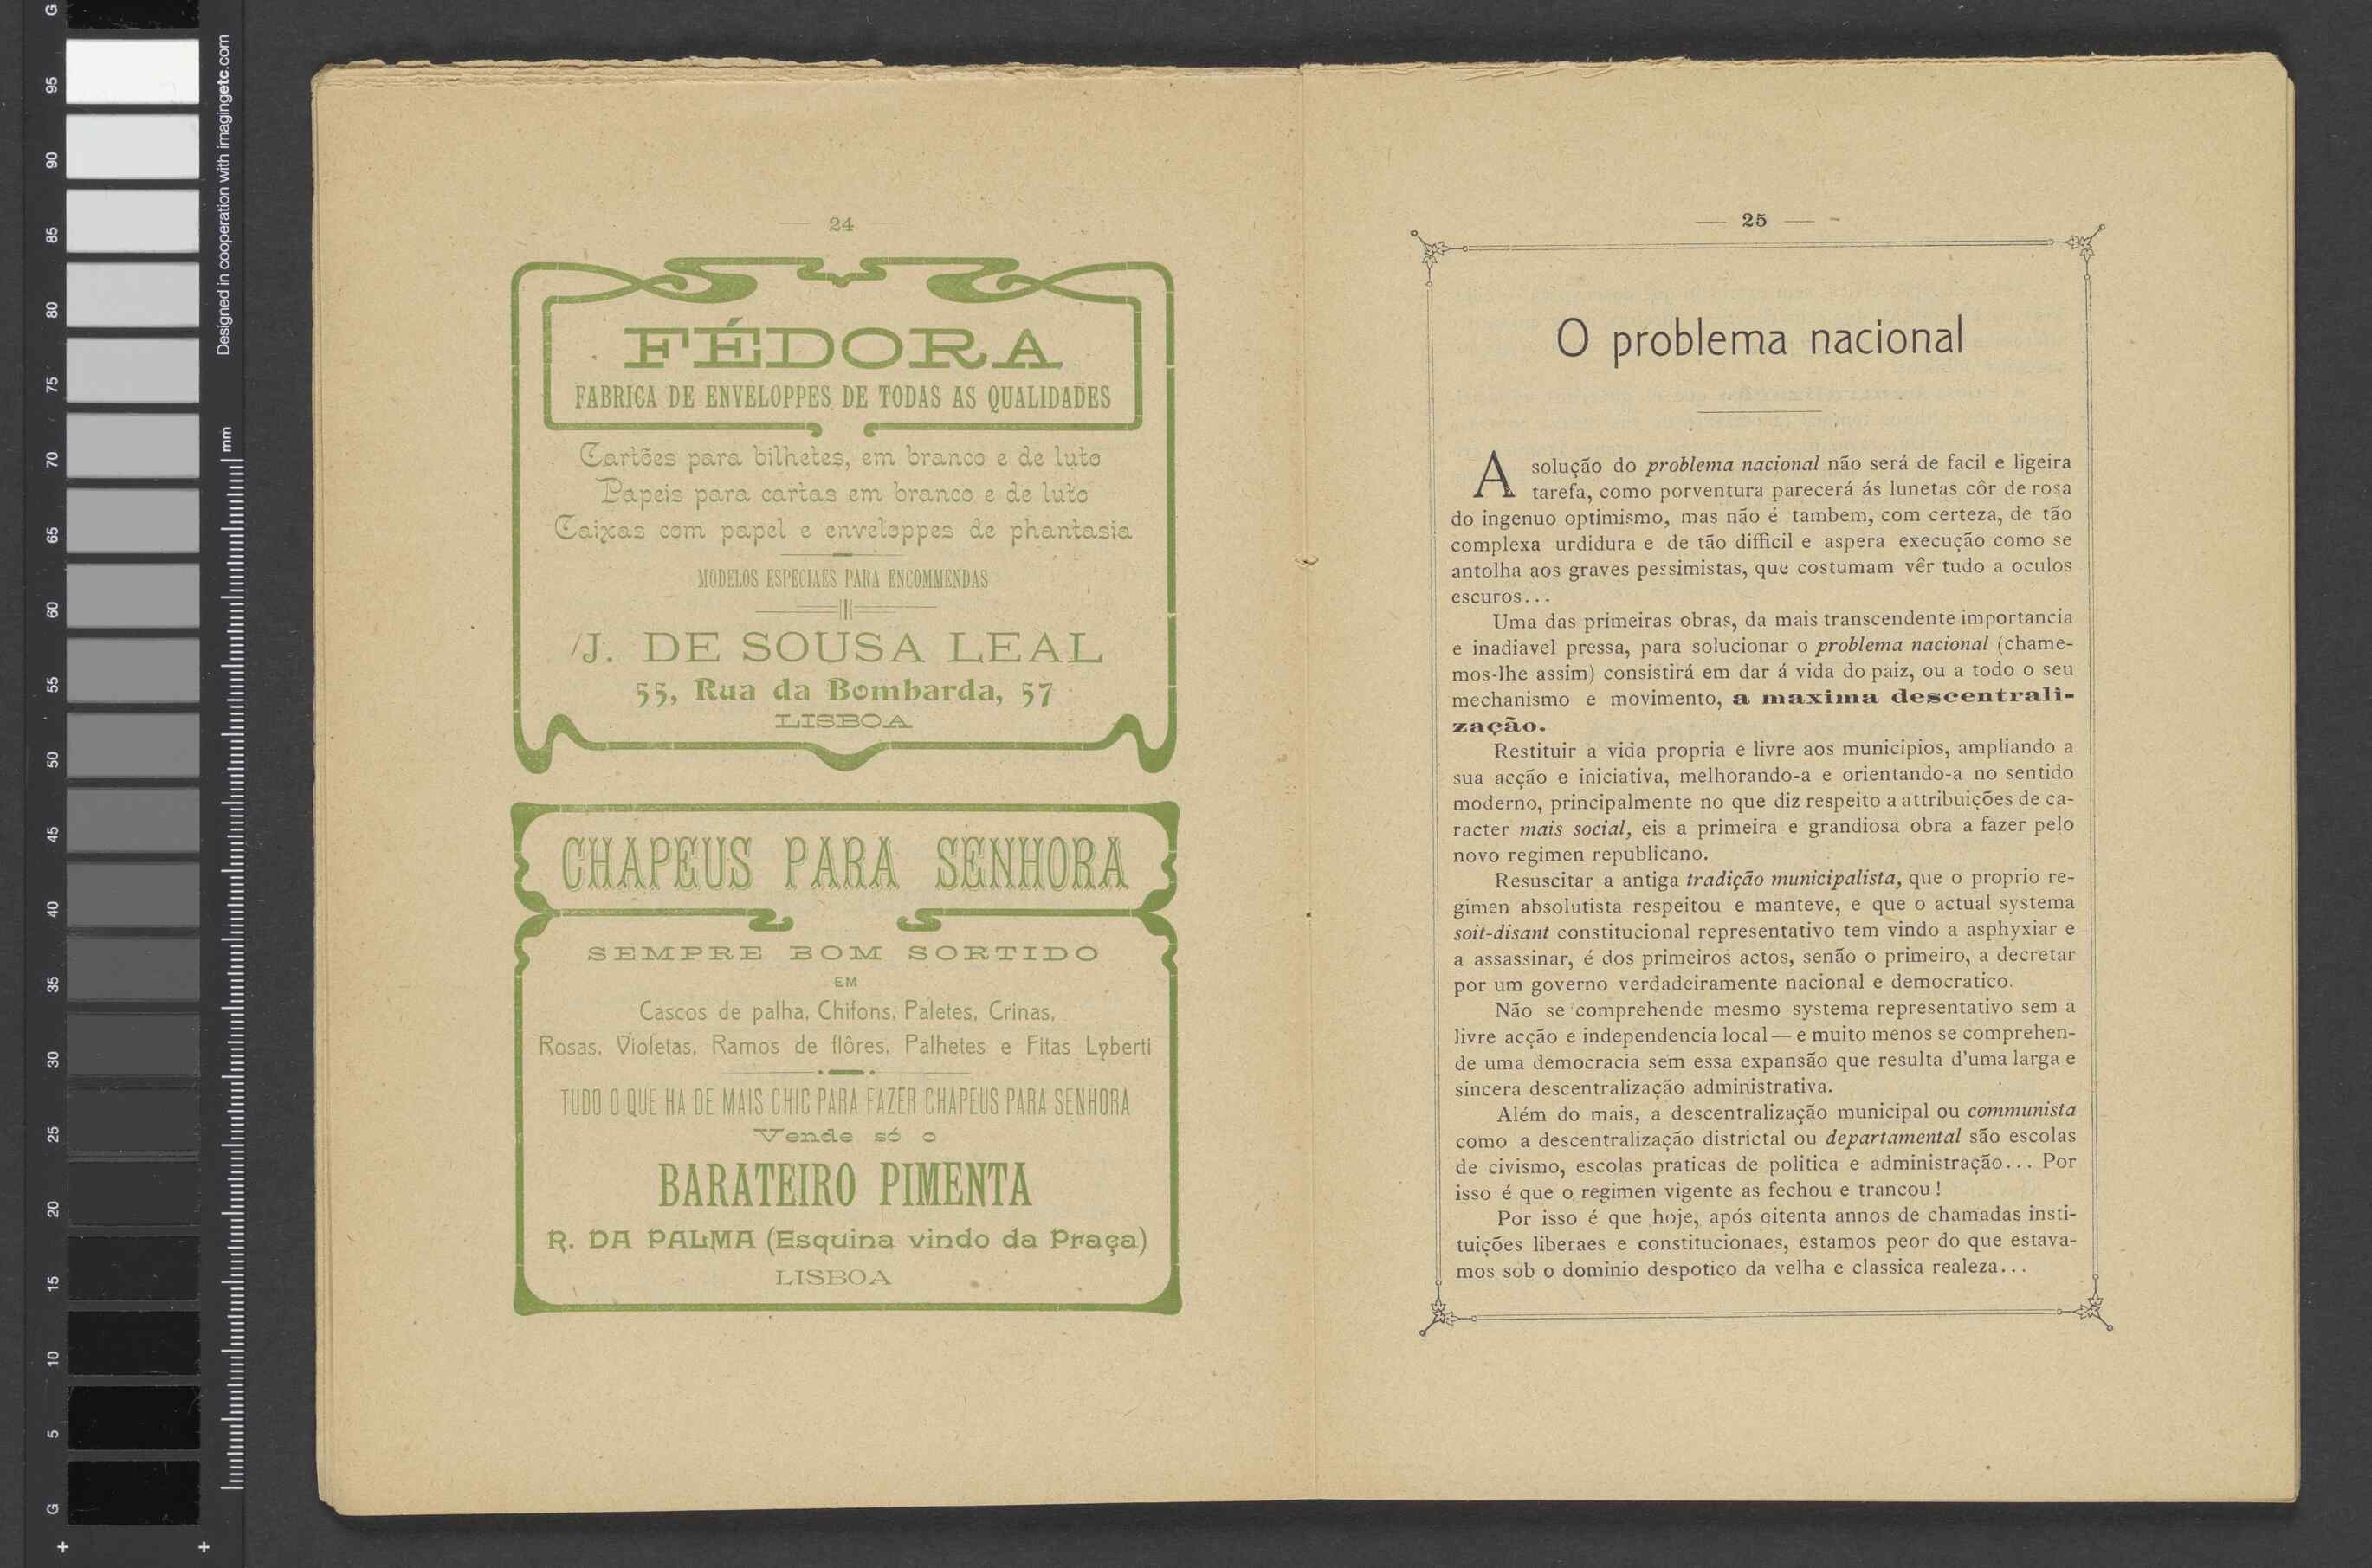 G
95
90
85
80
75
70
65
60
55
50
45
40
35
30
25
20
15
10
5
G
Designed in cooperation with imagingetc.com
mm
— 24 —
FÉDORA
FABRICA DE ENVELOPPES DE TODAS AS QUALIDADES
Cartões para bilhetes, em branco e de luto
Papeis para cartas em branco e de luto
Caixas com papel e enveloppes de phantasia
MODELOS ESPECIAES PARA ENCOMMENDAS
J. DE SOUSA LEAL
55, Rua da Bombarda, 57
LISBOA
CHAPEUS PARA SENHORA
SEMPRE BOM SORTIDO
EM
Cascos de palha, Chifons, Paletes, Crinas,
Rosas, Violetas, Ramos de flôres, Palhetes e Fitas Lyberti
TUDO O QUE HA DE MAIS CHIC PARA FAZER CHAPEUS PARA SENHORA
Vende só o
BARATEIRO PIMENTA
R. DA PALMA (Esquina vindo da Praça)
LISBOA
— 25 —
O problema nacional
A solução do problema nacional não será de facil e ligeira
tarefa, como porventura parecerá ás lunetas côr de rosa
do ingenuo optimismo, mas não é tambem, com certeza, de tão
complexa urdidura e de tão difficil e aspera execução como se
antolha aos graves pessimistas, que costumam vêr tudo a oculos
escuros...
Uma das primeiras obras, da mais transcendente importancia
e inadiavel pressa, para solucionar o problema nacional (chame-
mos-lhe assim) consistirá em dar á vida do paiz, ou a todo o seu
mechanismo e movimento, a maxima descentrali-
zação.
Restituir a vida propria e livre aos municipios, ampliando a
sua acção e iniciativa, melhorando-a e orientando-a no sentido
moderno, principalmente no que diz respeito a attribuições de ca-
racter mais social, eis a primeira e grandiosa obra a fazer pelo
novo regimen republicano.
Resuscitar a antiga tradição municipalista, que o proprio re-
gimen absolutista respeitou e manteve, e que o actual systema
soit-disant constitucional representativo tem vindo a asphyxiar e
a assassinar, é dos primeiros actos, senão o primeiro, a decretar
por um governo verdadeiramente nacional e democratico.
Não se comprehende mesmo systema representativo sem a
livre acção e independencia local — e muito menos se comprehen-
de uma democracia sem essa expansão que resulta d'uma larga e
sincera descentralização administrativa.
Além do mais, a descentralização municipal ou communista
como a descentralização districtal ou departamental são escolas
de civismo, escolas praticas de politica e administração... Por
isso é que o regimen vigente as fechou e trancou!
Por isso é que hoje, após oitenta annos de chamadas insti-
tuições liberaes e constitucionaes, estamos peor do que estava-
mos sob o dominio despotico da velha e classica realeza...